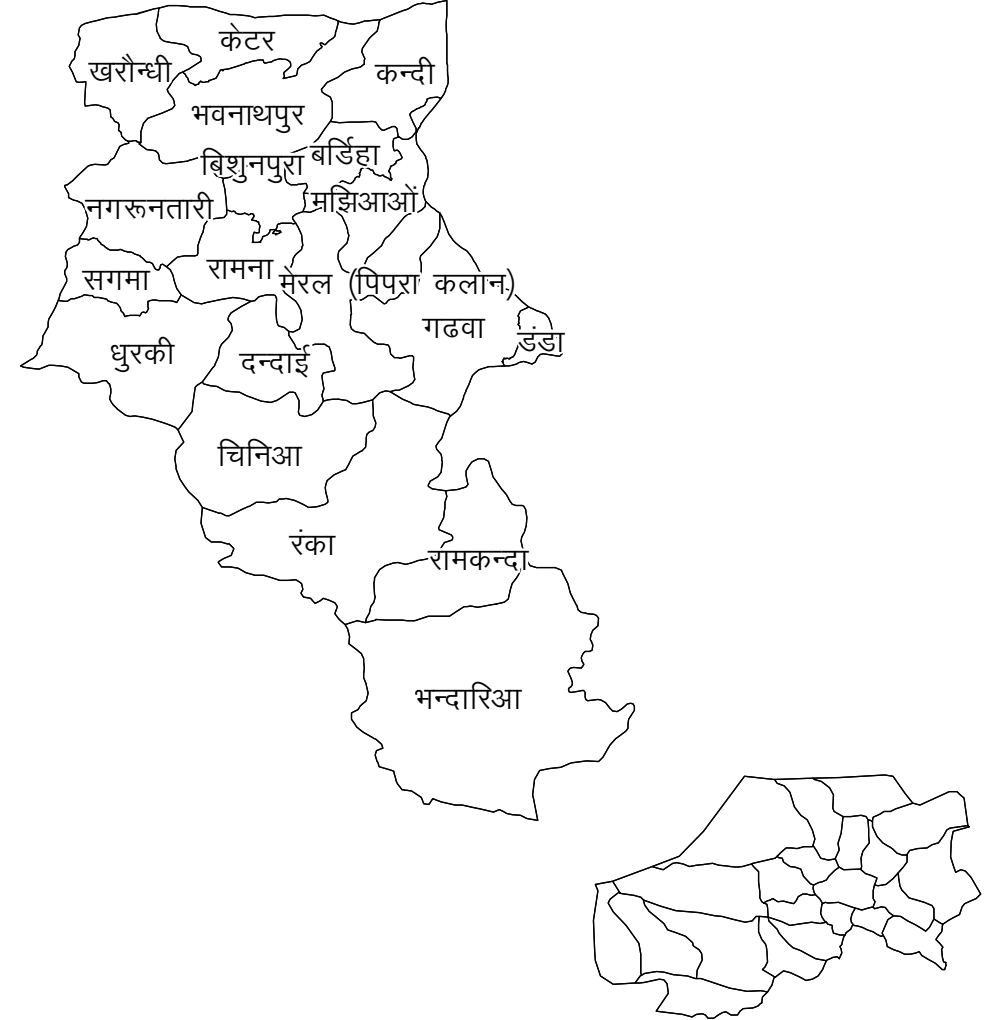 केटर
खरौन्धी
कन्दी
भवनाथपुर
बर्डिहा
बिशुनपुरा
मझिआओं
नगरूनतारी
रामना
सगमा
मेरल (पिपरा कलान)
गढवा
डंडा
धुरकी
दन्दाई
चिनिआ
रंका
रामकन्दा
भन्दारिआ